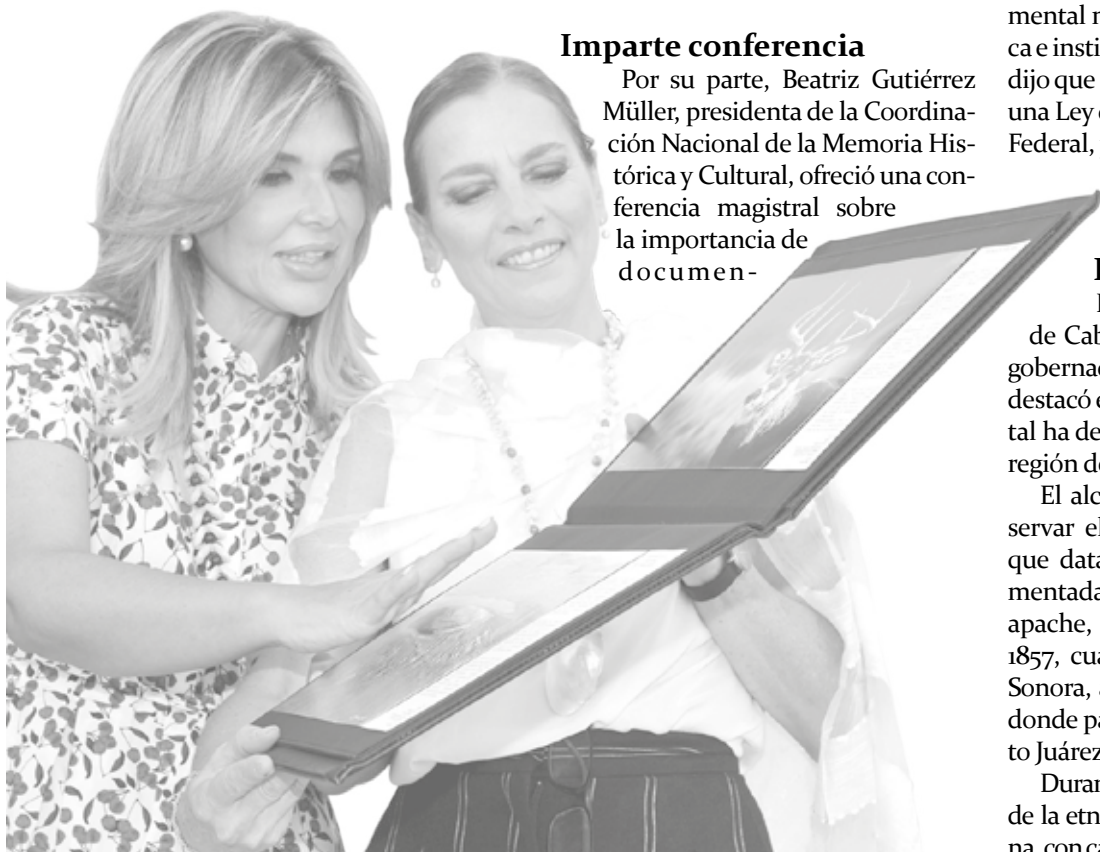 Imparte conferencia
Por su parte, Beatriz Gutiérrez
Müller, presidenta de la Coordina-
ción Nacional de la Memoria His-
tórica y Cultural, ofreció una con-
ferencia magistral sobre
la importancia de
documen-
mental
ca e insti
dijo que
una Ley
Federal,
de Cab
gobernad
destacó
tal ha de
región de
El alc
servar el
que data
mentada
apache,
1857, cua
Sonora,
donde pa
to Juárez
Duran
de la etn
na, con ca